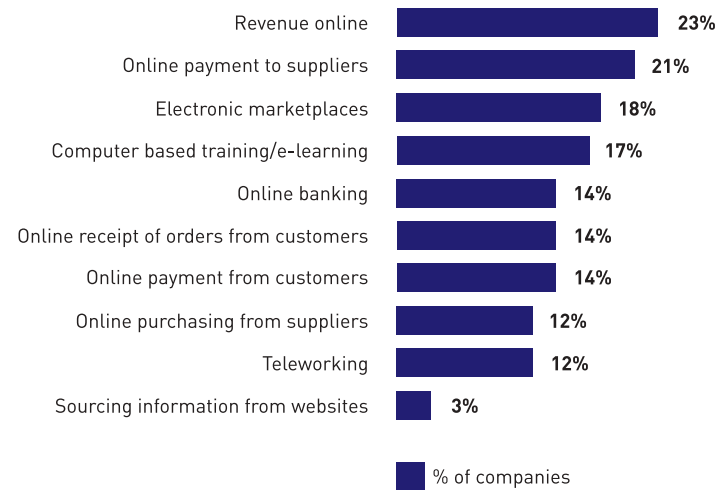 Revenue online 23%
Online payment to suppliers 21%
Electronic marketplaces 18%
Computer based training/e-learning 17%
Online banking 14%
Online receipt of orders from customers 14%
Online payment from customers 14%
Online purchasing from suppliers 12%
Teleworking 12%
Sourcing information from websites 3%
% of companies